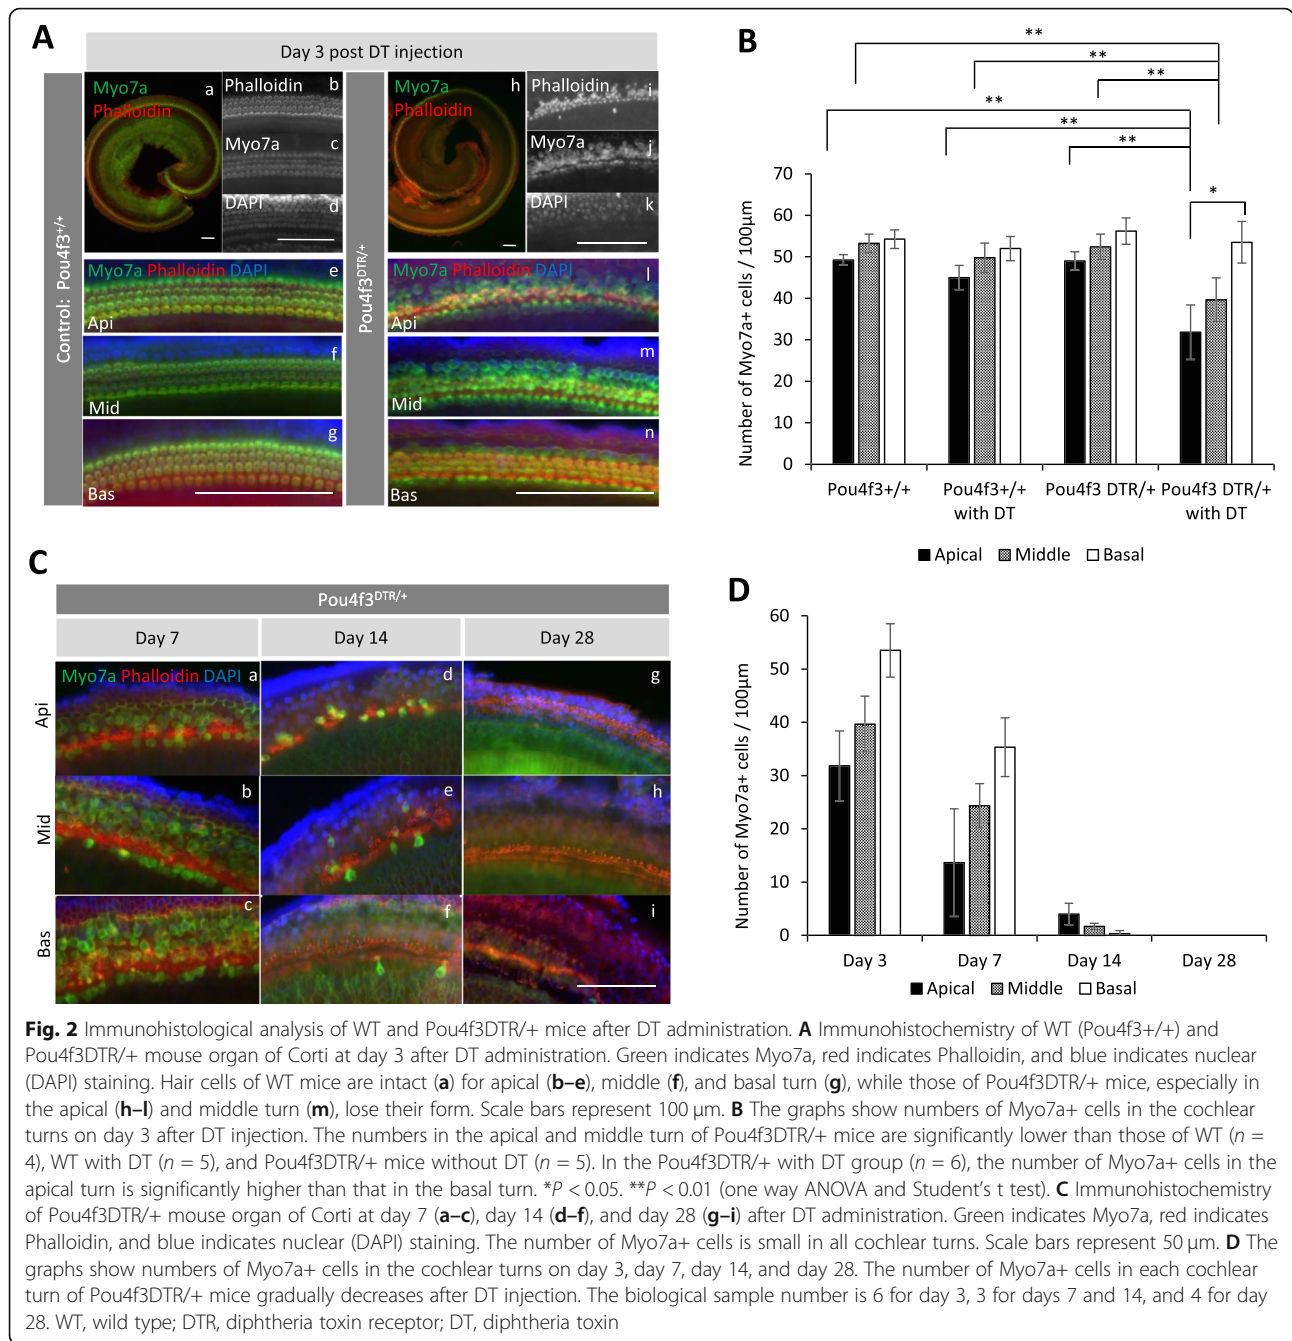 A
Day 3 post DT injection
Control: Pou4f3+/+
Myo7a
Phalloidin
a
Phalloidin
b
Myo7a
c
DAPI
d
Myo7a Phalloidin DAPI
e
Api
f
Mid
g
Bas
Pou4f3DTR/+
Myo7a
Phalloidin
h
Phalloidin
i
Myo7a
j
DAPI
k
Myo7a Phalloidin DAPI
l
Api
m
Mid
n
Bas
B
**
**
**
**
**
**
*
Number of Myo7a+ cells / 100μm
70
60
50
40
30
20
10
0
Pou4f3+/+
Pou4f3+/+
with DT
Pou4f3 DTR/+
Pou4f3 DTR/+
with DT
Apical Middle Basal
C
Pou4f3DTR/+
Day 7 Day 14 Day 28
Api
Myo7a Phalloidin DAPI
a
d
g
Mid
b
e
h
Bas
c
f
i
D
Number of Myo7a+ cells / 100μm
60
50
40
30
20
10
0
Day 3 Day 7 Day 14 Day 28
Apical Middle Basal
Fig. 2 Immunohistological analysis of WT and Pou4f3DTR/+ mice after DT administration. A Immunohistochemistry of WT (Pou4f3+/+) and
Pou4f3DTR/+ mouse organ of Corti at day 3 after DT administration. Green indicates Myo7a, red indicates Phalloidin, and blue indicates nuclear
(DAPI) staining. Hair cells of WT mice are intact (a) for apical (b–e), middle (f), and basal turn (g), while those of Pou4f3DTR/+ mice, especially in
the apical (h–l) and middle turn (m), lose their form. Scale bars represent 100 μm. B The graphs show numbers of Myo7a+ cells in the cochlear
turns on day 3 after DT injection. The numbers in the apical and middle turn of Pou4f3DTR/+ mice are significantly lower than those of WT (n =
4), WT with DT (n = 5), and Pou4f3DTR/+ mice without DT (n = 5). In the Pou4f3DTR/+ with DT group (n = 6), the number of Myo7a+ cells in the
apical turn is significantly higher than that in the basal turn. *P < 0.05. **P < 0.01 (one way ANOVA and Student's t test). C Immunohistochemistry
of Pou4f3DTR/+ mouse organ of Corti at day 7 (a–c), day 14 (d–f), and day 28 (g–i) after DT administration. Green indicates Myo7a, red indicates
Phalloidin, and blue indicates nuclear (DAPI) staining. The number of Myo7a+ cells is small in all cochlear turns. Scale bars represent 50 μm. D The
graphs show numbers of Myo7a+ cells in the cochlear turns on day 3, day 7, day 14, and day 28. The number of Myo7a+ cells in each cochlear
turn of Pou4f3DTR/+ mice gradually decreases after DT injection. The biological sample number is 6 for day 3, 3 for days 7 and 14, and 4 for day
28. WT, wild type; DTR, diphtheria toxin receptor; DT, diphtheria toxin